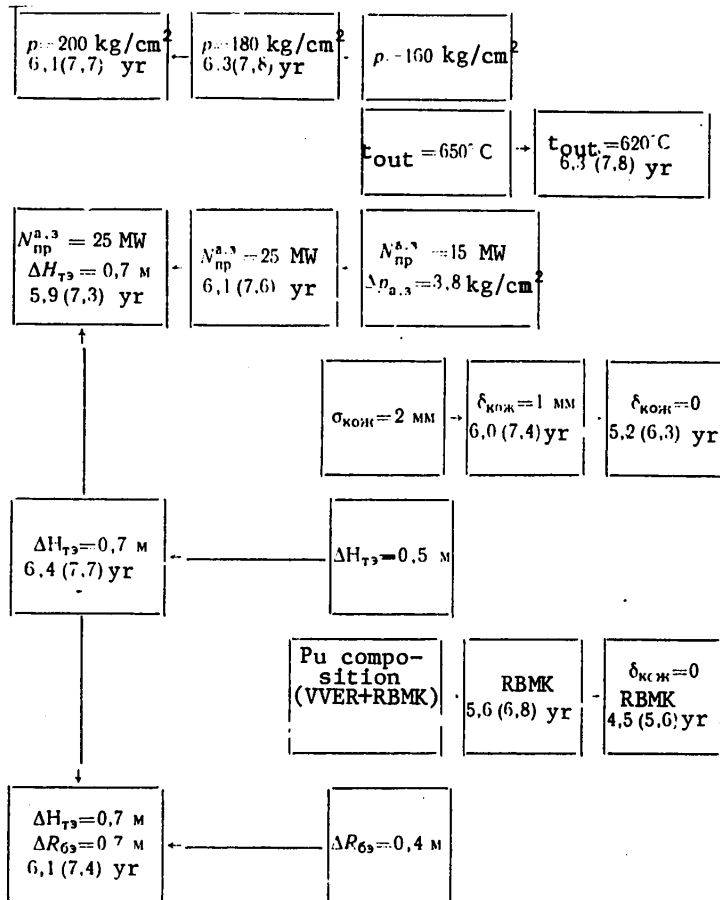 p=200 kg/cm²
6,1(7,7) yr
p=180 kg/cm²
6.3(7,8) yr
p=160 kg/cm²
t_out =650°C
t_out =620°C
6,3 (7,8) yr
N_пр^а.з = 25 MW
ΔH_тэ = 0,7 м
5,9 (7,3) yr
N_пр^а.з =25 MW
6,1 (7,6) yr
N_пр^а.з =15 MW
Δp_а.з =3,8 kg/cm²
σ_кож=2 мм
δ_кож=1 мм
6,0 (7,4) yr
δ_кож=0
5,2 (6,3) yr
ΔH_тэ=0,7 м
6,4 (7,7) yr
ΔH_тэ=0,5 м
Pu compo-
sition
(VVER+RBMK)
RBMK
5,6 (6,8) yr
δ_кож=0
RBMK
4,5 (5,6) yr
ΔH_тэ=0,7 м
ΔR_бэ=0,7 м
6,1 (7,4) yr
ΔR_бэ=0,4 м